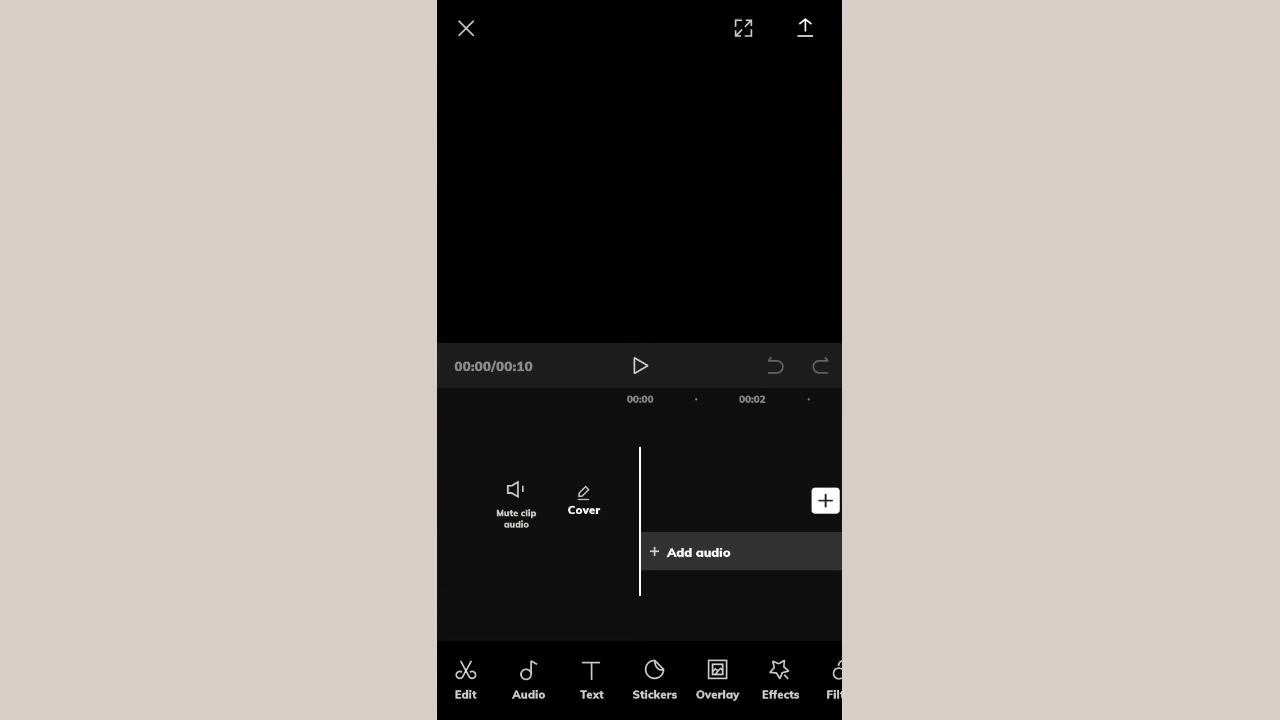 00:00/00:10
00:00
00:02
Mute clip
audio
Cover
Add audio
Edit
Audio
Text
Stickers
Overlay
Effects